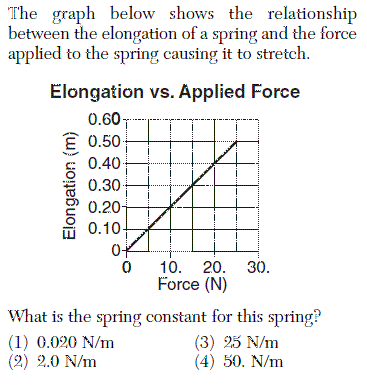 The graph below shows the relationship
between the elongation of a spring and the force
applied to the spring causing it to stretch.
Elongation vs. Applied Force
0.60
0.50
0.40
0.30
0.20
0.10
0
Elongation (m)
0 10. 20. 30.
Force (N)
What is the spring constant for this spring?
(1) 0.020 N/m (3) 25 N/m
(2) 2.0 N/m (4) 50. N/m